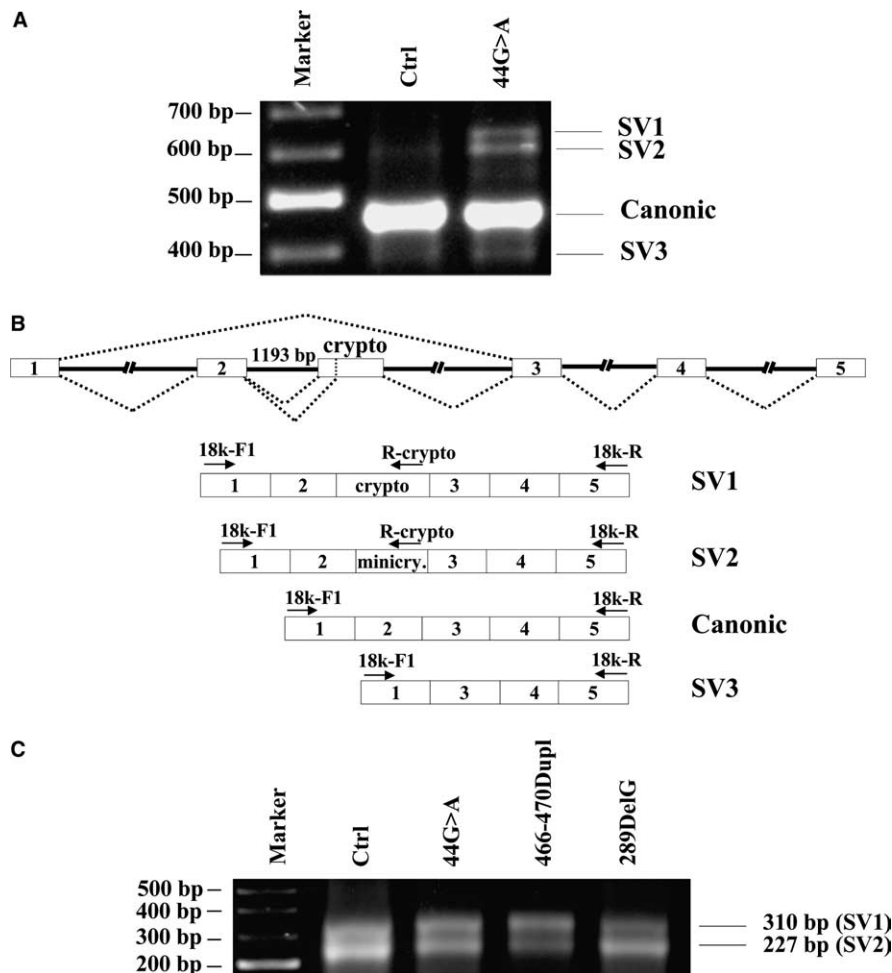 A
Marker
Ctrl
44G>A
700 bp
600 bp
500 bp
400 bp
SV1
SV2
Canonic
SV3
B
1193 bp
crypto
1 2 3 4 5
18k-F1 R-crypto 18k-R
1 2 crypto 3 4 5
SV1
18k-F1 R-crypto 18k-R
1 2 minicry. 3 4 5
SV2
18k-F1 18k-R
1 2 3 4 5
Canonic
18k-F1 18k-R
1 3 4 5
SV3
C
Marker
Ctrl
44G>A
466-470Dupl
289DelG
500 bp
400 bp
300 bp
200 bp
310 bp (SV1)
227 bp (SV2)